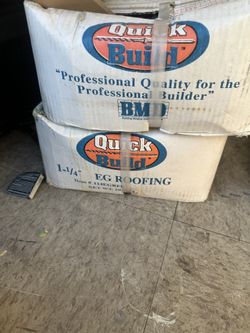 Quick
Build
"Professional Quality for the
Professional Builder"
BMD
Quick
Build
1-1/4"
EG ROOFING